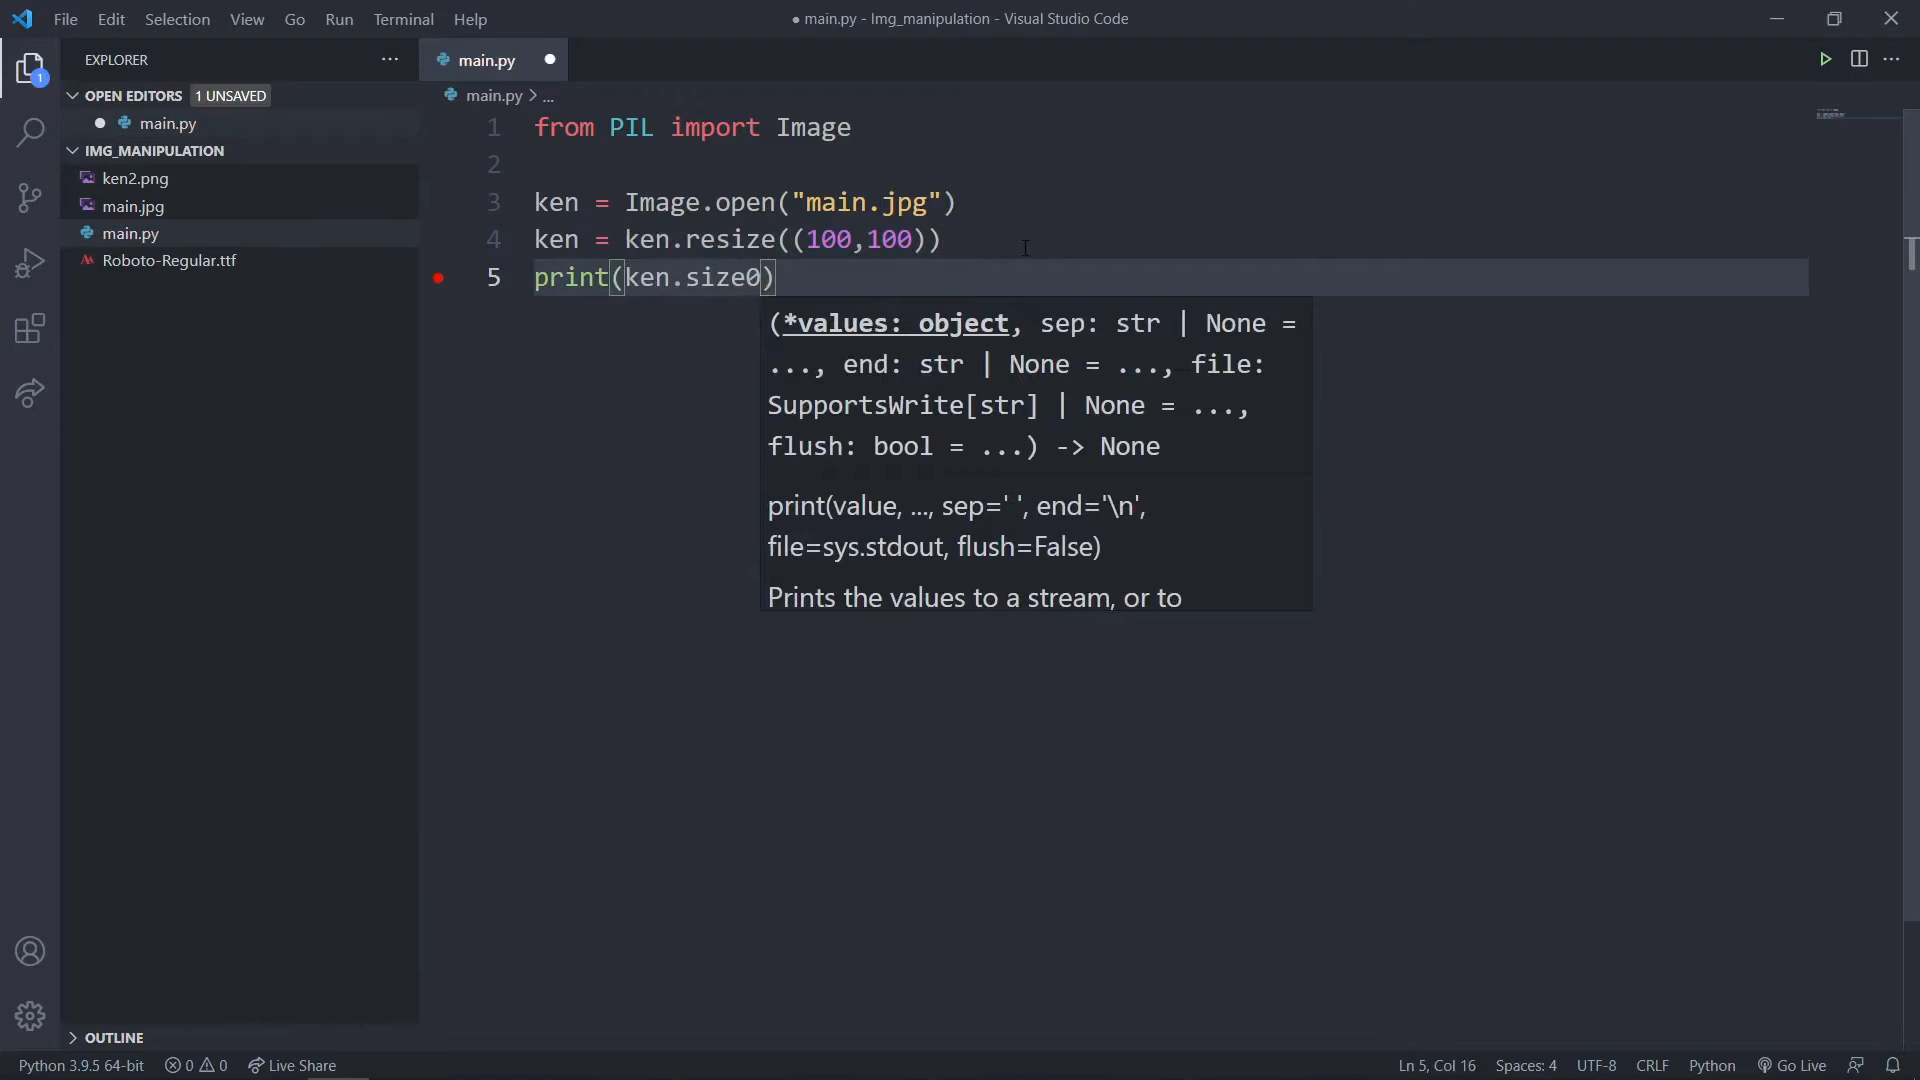 File Edit Selection View Go Run Terminal Help
● main.py - Img_manipulation - Visual Studio Code
EXPLORER
1
OPEN EDITORS 1 UNSAVED
main.py
IMG_MANIPULATION
ken2.png
main.jpg
main.py
Roboto-Regular.ttf
OUTLINE
main.py
main.py > ...
1 from PIL import Image
2
3 ken = Image.open("main.jpg")
4 ken = ken.resize((100,100))
5 print(ken.size0)
(*values: object, sep: str | None =
..., end: str | None = ..., file:
SupportsWrite[str] | None = ...,
flush: bool = ...) -> None
print(value, ..., sep=' ', end='\n',
file=sys.stdout, flush=False)
Prints the values to a stream, or to
Python 3.9.5 64-bit 0 0 Live Share Ln 5, Col 16 Spaces: 4 UTF-8 CRLF Python Go Live